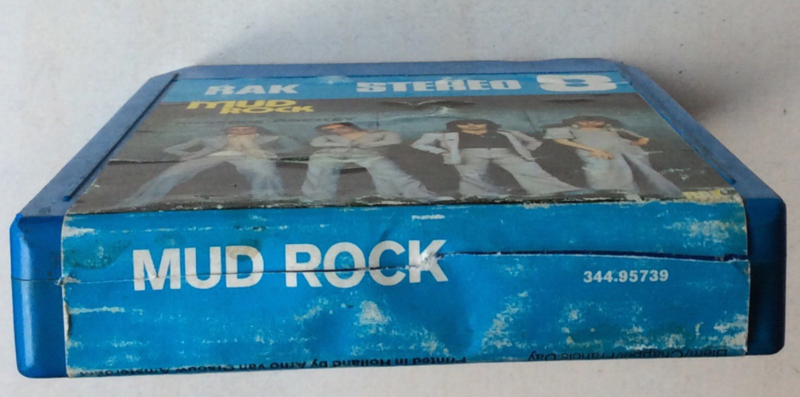 RAK STEREO 8
MUD
ROCK
MUD ROCK
344.95739
Printed in Holland by